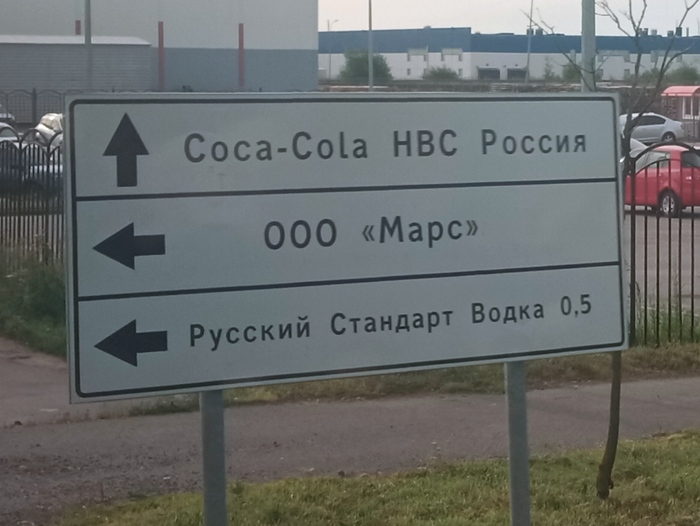 Coca-Cola HBC Россия
ООО «Марс»
Русский Стандарт Водка 0,5